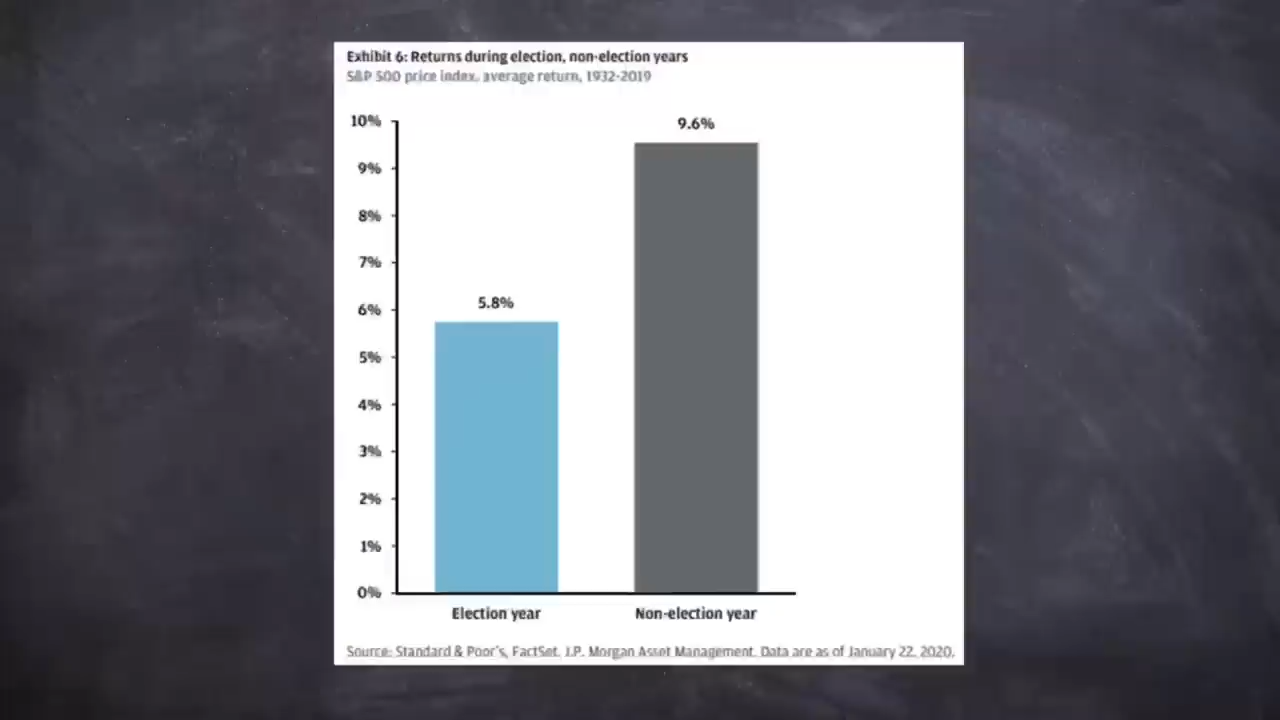 Exhibit 6: Returns during election, non-election years
S&P 500 price index, average return, 1932-2019
10%
9.6%
9%
8%
7%
6%
5.8%
5%
4%
3%
2%
1%
0%
Election year
Non-election year
Source: Standard & Poor's, FactSet, J.P. Morgan Asset Management. Data are as of January 22, 2020.